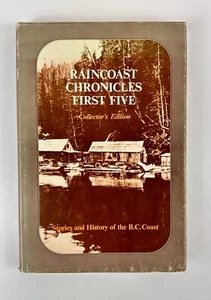 RAINCOAST
CHRONICLES
FIRST FIVE
Collector's Edition
Stories and History of the B.C. Coast